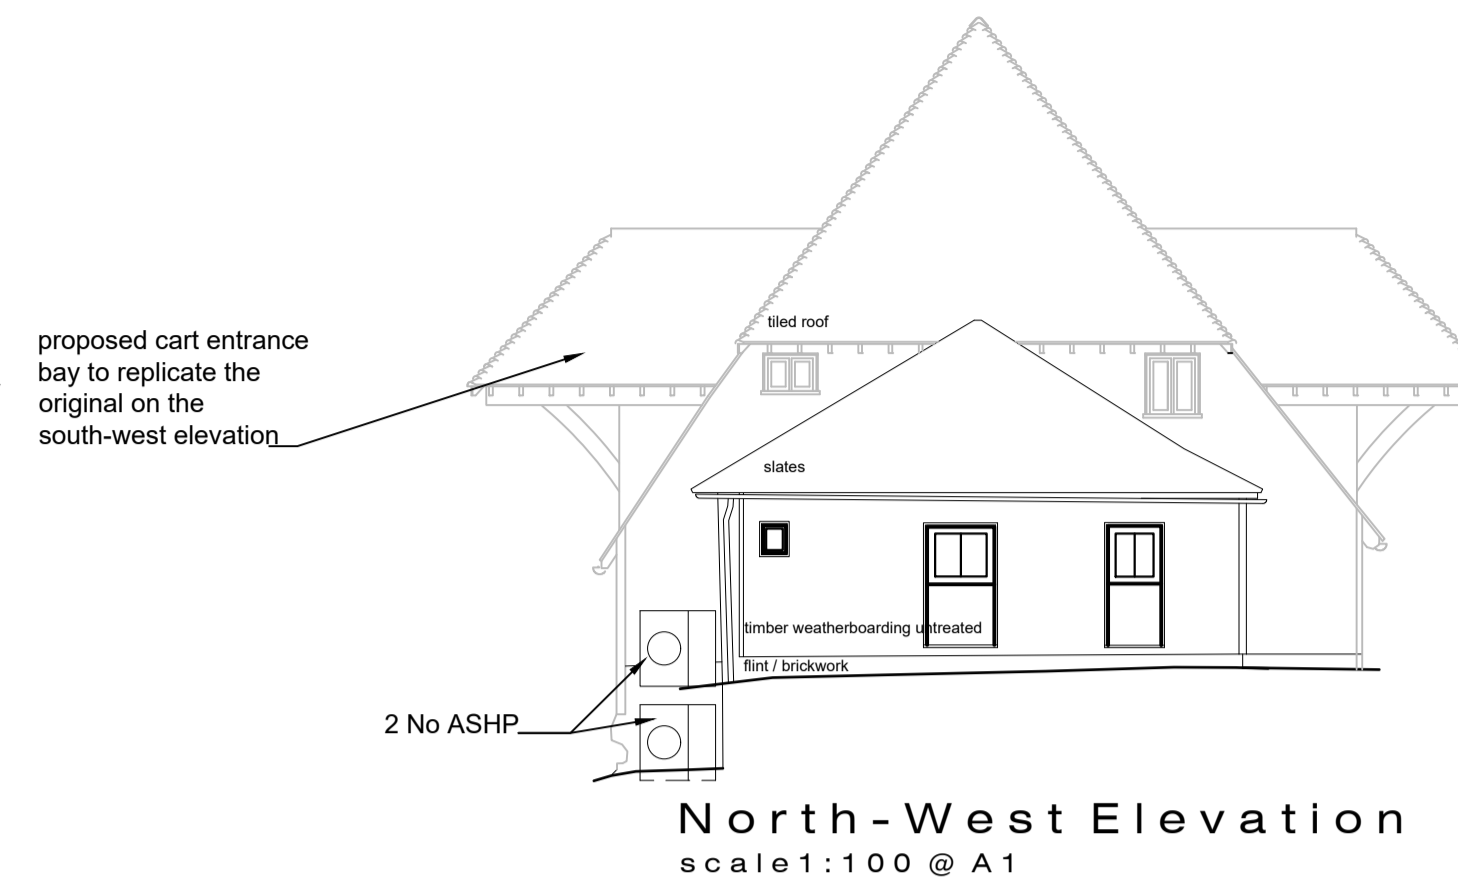 proposed cart entrance
bay to replicate the
original on the
south-west elevation
tiled roof
slates
timber weatherboarding untreated
flint / brickwork
2 No ASHP
North-West Elevation
scale1:100 @ A1